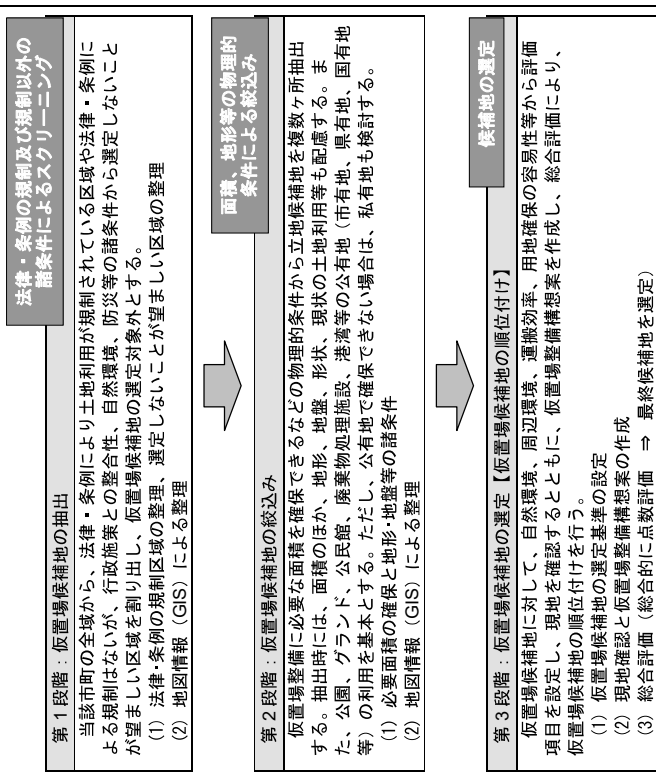 法律・条例の規制及び規制以外の
諸条件によるスクリーニング
第1段階：仮置場候補地の抽出
当該市町の全域から、法律・条例により土地利用が規制されている区域や法律・条例に
よる規制はないが、行政施策との整合性、自然環境、防災等の諸条件から選定しないこと
が望ましい区域を割り出し、仮置場候補地の選定対象外とする。
(1) 法律・条例の規制区域の整理、選定しないことが望ましい区域の整理
(2) 地図情報（GIS）による整理
面積、地形等の物理的
条件による絞込み
第2段階：仮置場候補地の絞込み
仮置場整備に必要な面積を確保できるなどの物理的条件から立地候補地を複数ヶ所抽出
する。抽出時には、面積のほか、地形、地盤、形状、現状の土地利用等も配慮する。ま
た、公園、グランド、公民館、廃棄物処理施設、港湾等の公有地（市有地、県有地、国有地
等）の利用を基本とする。ただし、公有地で確保できない場合は、私有地も検討する。
(1) 必要面積の確保と地形・地盤等の諸条件
(2) 地図情報（GIS）による整理
候補地の選定
第3段階：仮置場候補地の選定【仮置場候補地の順位付け】
仮置場候補地に対して、自然環境、周辺環境、運搬効率、用地確保の容易性等から評価
項目を設定し、現地を確認するとともに、仮置場整備構想案を作成し、総合評価により、
仮置場候補地の順位付けを行う。
(1) 仮置場候補地の選定基準の設定
(2) 現地確認と仮置場整備構想案の作成
(3) 総合評価（総合的に点数評価 ⇒ 最終候補地を選定）